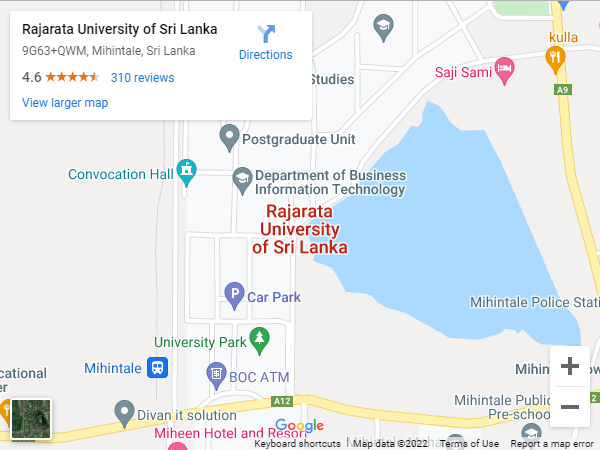 Rajarata University of Sri Lanka
9G63+QWM, Mihintale, Sri Lanka
Directions
4.6
310 reviews
View larger map
kulla
Saji Sami
Studies
A9
Postgraduate Unit
Convocation Hall
Department of Business
Information Technology
Rajarata
University
of Sri Lanka
Car Park
Mihintale Police Stati
University Park
Mihintale
BOC ATM
A12
Divan it solution
Mihintale Public
Pre-school
Miheen Hotel and Resort
Google
Keyboard shortcuts
Map data ©2022
Terms of Use
Report a map error